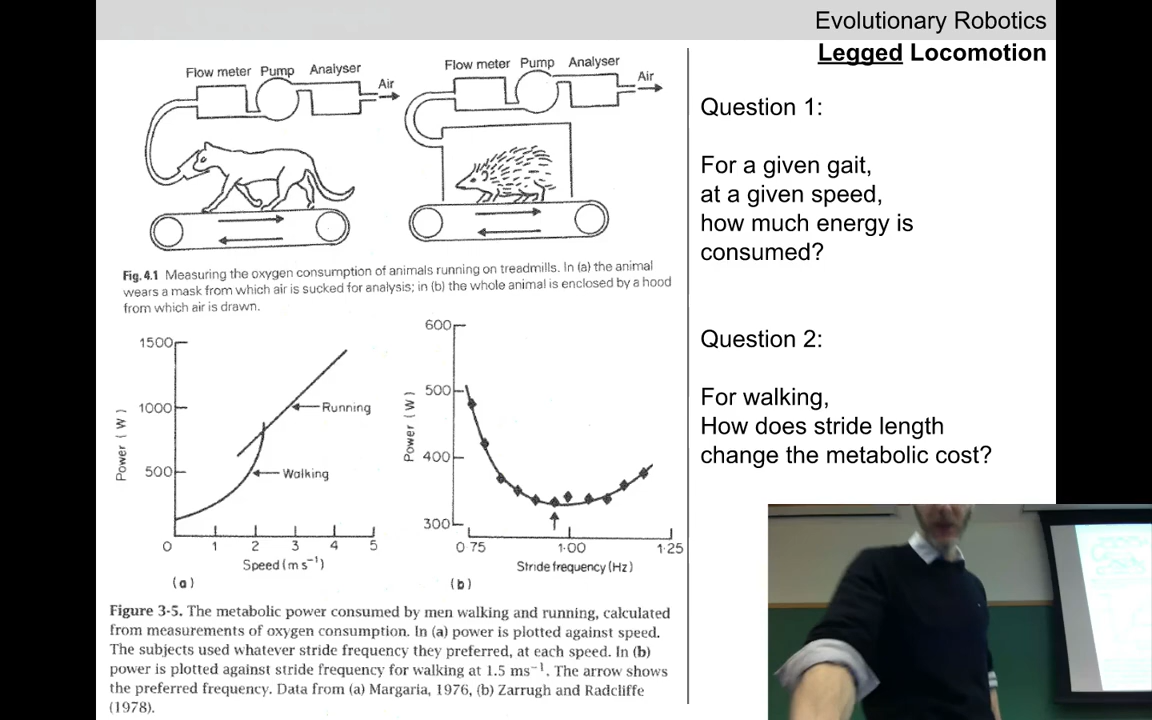 Evolutionary Robotics
Legged Locomotion
Flow meter Pump Analyser
Air
Flow meter Pump Analyser
Air
Fig. 4.1 Measuring the oxygen consumption of animals running on treadmills. In (a) the animal
wears a mask from which air is sucked for analysis; in (b) the whole animal is enclosed by a hood
from which air is drawn.
1500
1000
500
Power (W)
Running
Walking
0 1 2 3 4 5
Speed (m s⁻¹)
(a)
600
500
400
300
Power (W)
0·75 1·00 1·25
Stride frequency (Hz)
(b)
Figure 3-5. The metabolic power consumed by men walking and running, calculated
from measurements of oxygen consumption. In (a) power is plotted against speed.
The subjects used whatever stride frequency they preferred, at each speed. In (b)
power is plotted against stride frequency for walking at 1.5 ms⁻¹. The arrow shows
the preferred frequency. Data from (a) Margaria, 1976, (b) Zarrugh and Radcliffe
(1978).
Question 1:
For a given gait,
at a given speed,
how much energy is
consumed?
Question 2:
For walking,
How does stride length
change the metabolic cost?